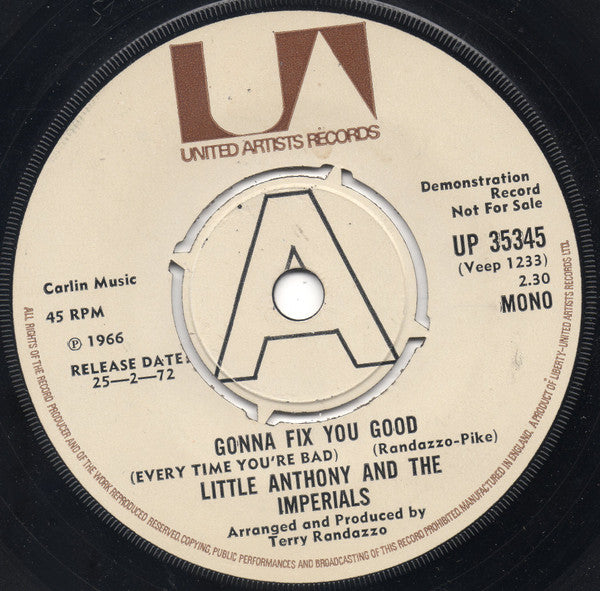 UA
UNITED ARTISTS RECORDS
Demonstration
Record
Not For Sale
UP 35345
(Veep 1233)
2.30
MONO
Carlin Music
45 RPM
Ⓟ 1966
RELEASE DATE:
25—2—72
A
GONNA FIX YOU GOOD
(EVERY TIME YOU'RE BAD) (Randazzo-Pike)
LITTLE ANTHONY AND THE
IMPERIALS
Arranged and Produced by
Terry Randazzo
ALL RIGHTS OF THE RECORD PRODUCER AND OF THE OWNER OF THE RECORDED WORK REPRODUCED RESERVED. COPYING, PUBLIC PERFORMANCES AND BROADCASTING OF THIS RECORD PROHIBITED. MANUFACTURED IN ENGLAND. A PRODUCT OF LIBERTY-UNITED ARTISTS RECORDS LTD.